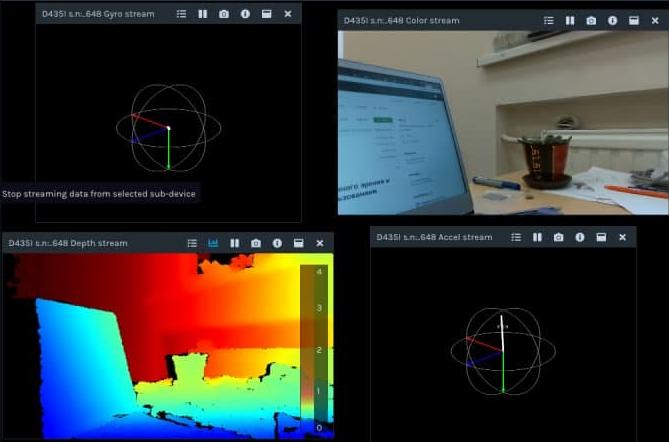 D435I s.n:..648 Gyro stream
D435I s.n:..648 Color stream
ного зрения и
Stop streaming data from selected sub-device
D435I s.n:..648 Depth stream
D435I s.n:..648 Accel stream
4
3
2
1
0